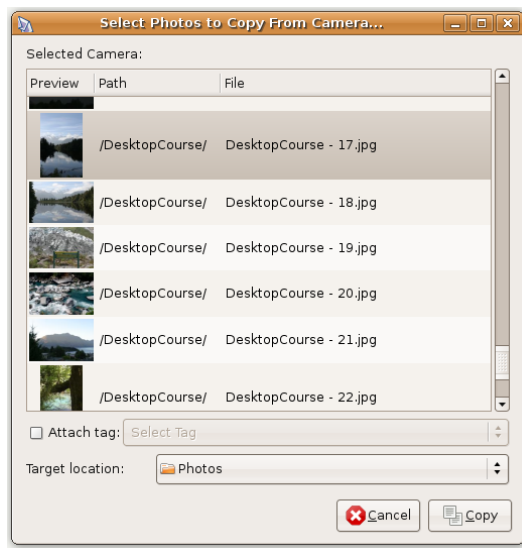 Select Photos to Copy From Camera...
Selected Camera:
Preview Path File
/DesktopCourse/ DesktopCourse - 17.jpg
/DesktopCourse/ DesktopCourse - 18.jpg
/DesktopCourse/ DesktopCourse - 19.jpg
/DesktopCourse/ DesktopCourse - 20.jpg
/DesktopCourse/ DesktopCourse - 21.jpg
/DesktopCourse/ DesktopCourse - 22.jpg
Attach tag: Select Tag
Target location: Photos
Cancel Copy